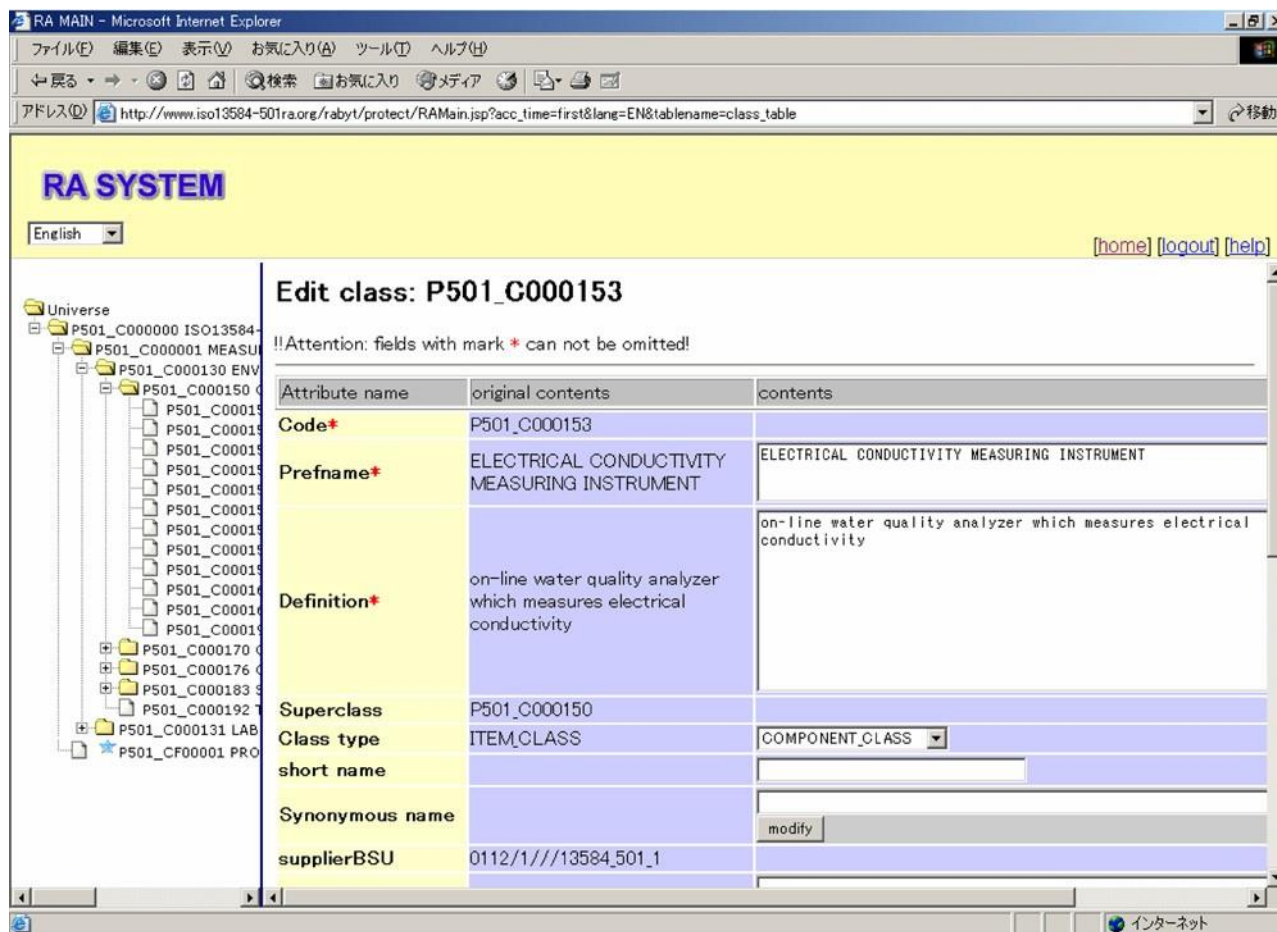 RA MAIN - Microsoft Internet Explorer
ファイル(F) 編集(E) 表示(V) お気に入り(A) ツール(T) ヘルプ(H)
戻る 検索 お気に入り メディア
アドレス(D) http://www.iso13584-501ra.org/rabyt/protect/RAMain.jsp?acc_time=first&lang=EN&tablename=class_table 移動
RA SYSTEM
English
[home] [logout] [help]
Universe
P501_C000000 ISO13584-
P501_C000001 MEASU
P501_C000130 ENV
P501_C000150
P501_C00015
P501_C00015
P501_C00015
P501_C00015
P501_C00015
P501_C00015
P501_C00015
P501_C00015
P501_C00015
P501_C00016
P501_C00016
P501_C00019
P501_C000170
P501_C000176
P501_C000183 S
P501_C000192 T
P501_C000131 LAB
P501_CF00001 PRO
Edit class: P501_C000153
!!Attention: fields with mark * can not be omitted!
Attribute name original contents contents
Code* P501_C000153
Prefname* ELECTRICAL CONDUCTIVITY MEASURING INSTRUMENT ELECTRICAL CONDUCTIVITY MEASURING INSTRUMENT
Definition* on-line water quality analyzer which measures electrical conductivity on-line water quality analyzer which measures electrical conductivity
Superclass P501_C000150
Class type ITEM_CLASS COMPONENT_CLASS
short name
Synonymous name
modify
supplierBSU 0112/1///13584_501_1
インターネット